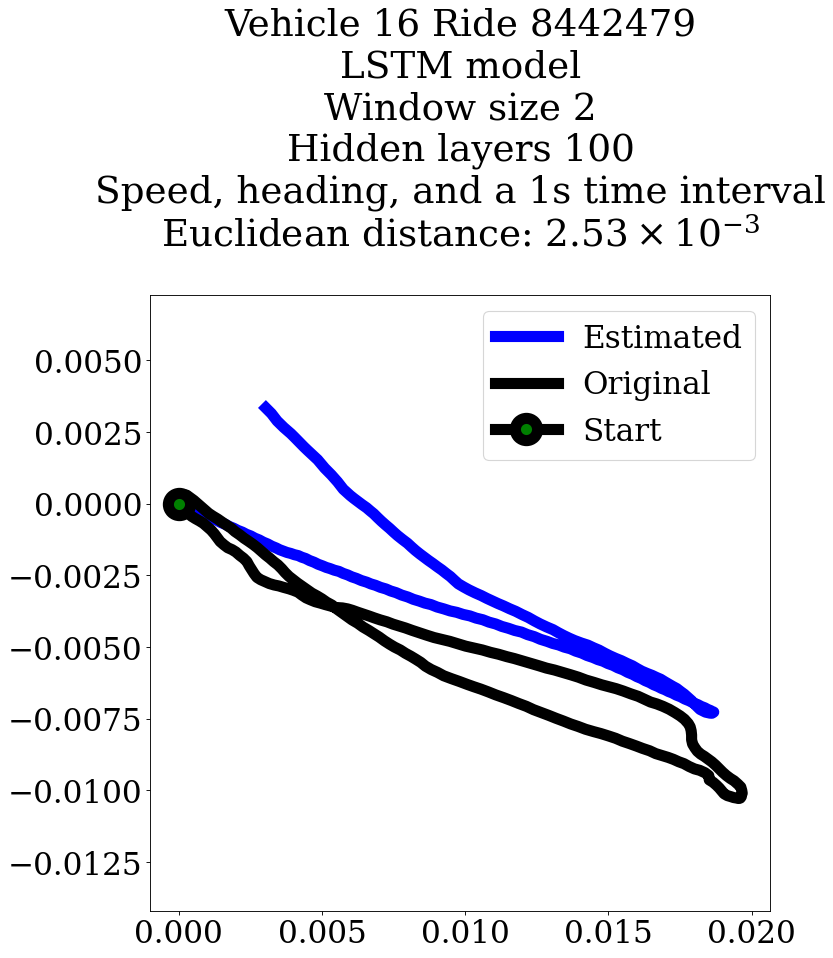 Vehicle 16 Ride 8442479
LSTM model
Window size 2
Hidden layers 100
Speed, heading, and a 1s time interval
Euclidean distance: 2.53 × 10⁻³
Estimated
Original
Start
0.0050
0.0025
0.0000
−0.0025
−0.0050
−0.0075
−0.0100
−0.0125
0.000 0.005 0.010 0.015 0.020